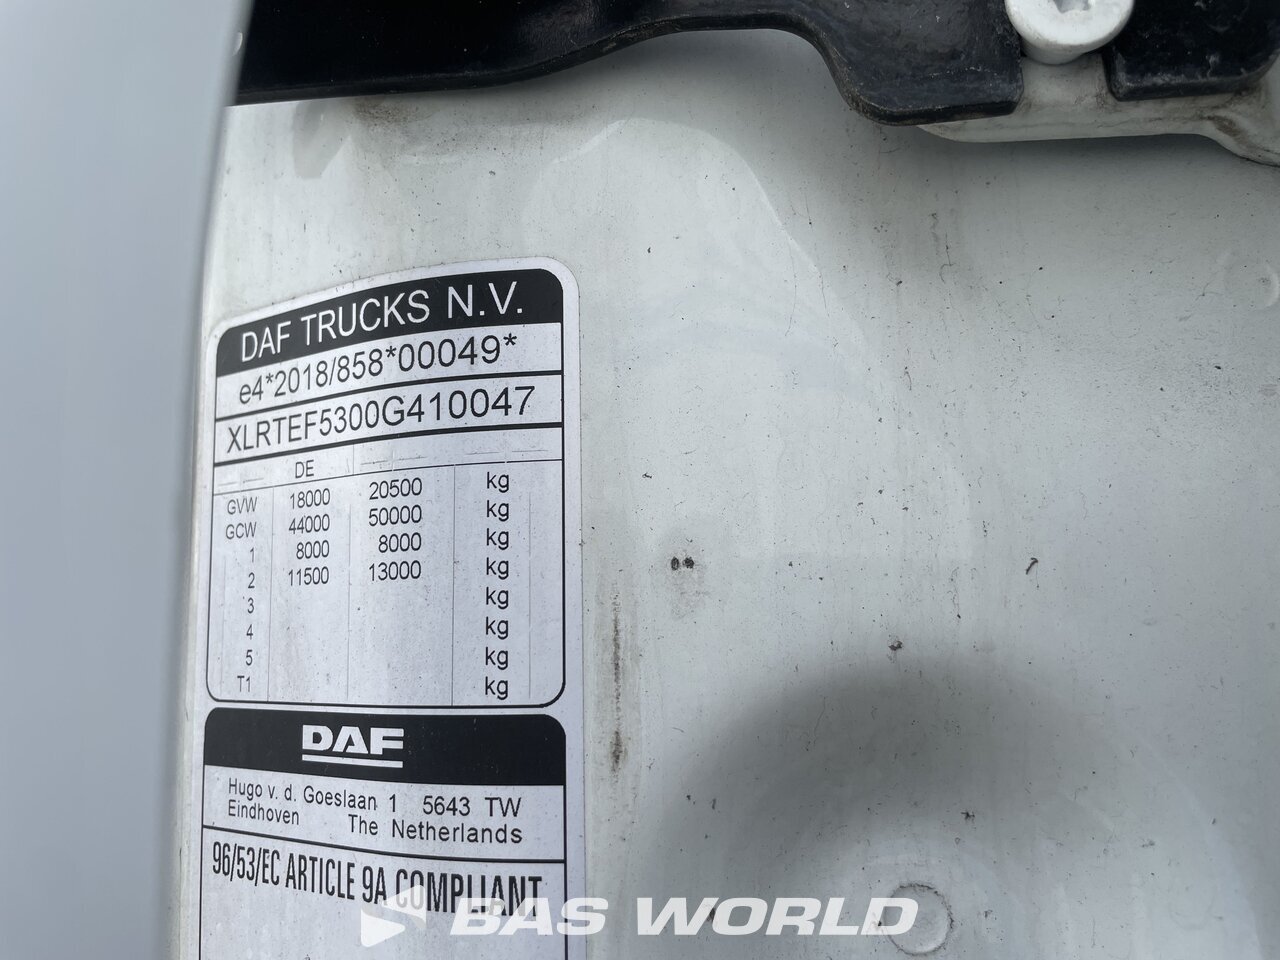 DAF TRUCKS N.V.
e4*2018/858*00049*
XLRTEF5300G410047
DE
GVW 18000 20500 kg
GCW 44000 50000 kg
1 8000 8000 kg
2 11500 13000 kg
3 kg
4 kg
5 kg
T1 kg
DAF
Hugo v. d. Goeslaan 1 5643 TW
Eindhoven The Netherlands
96/53/EC ARTICLE 9A COMPLIANT
BAS WORLD